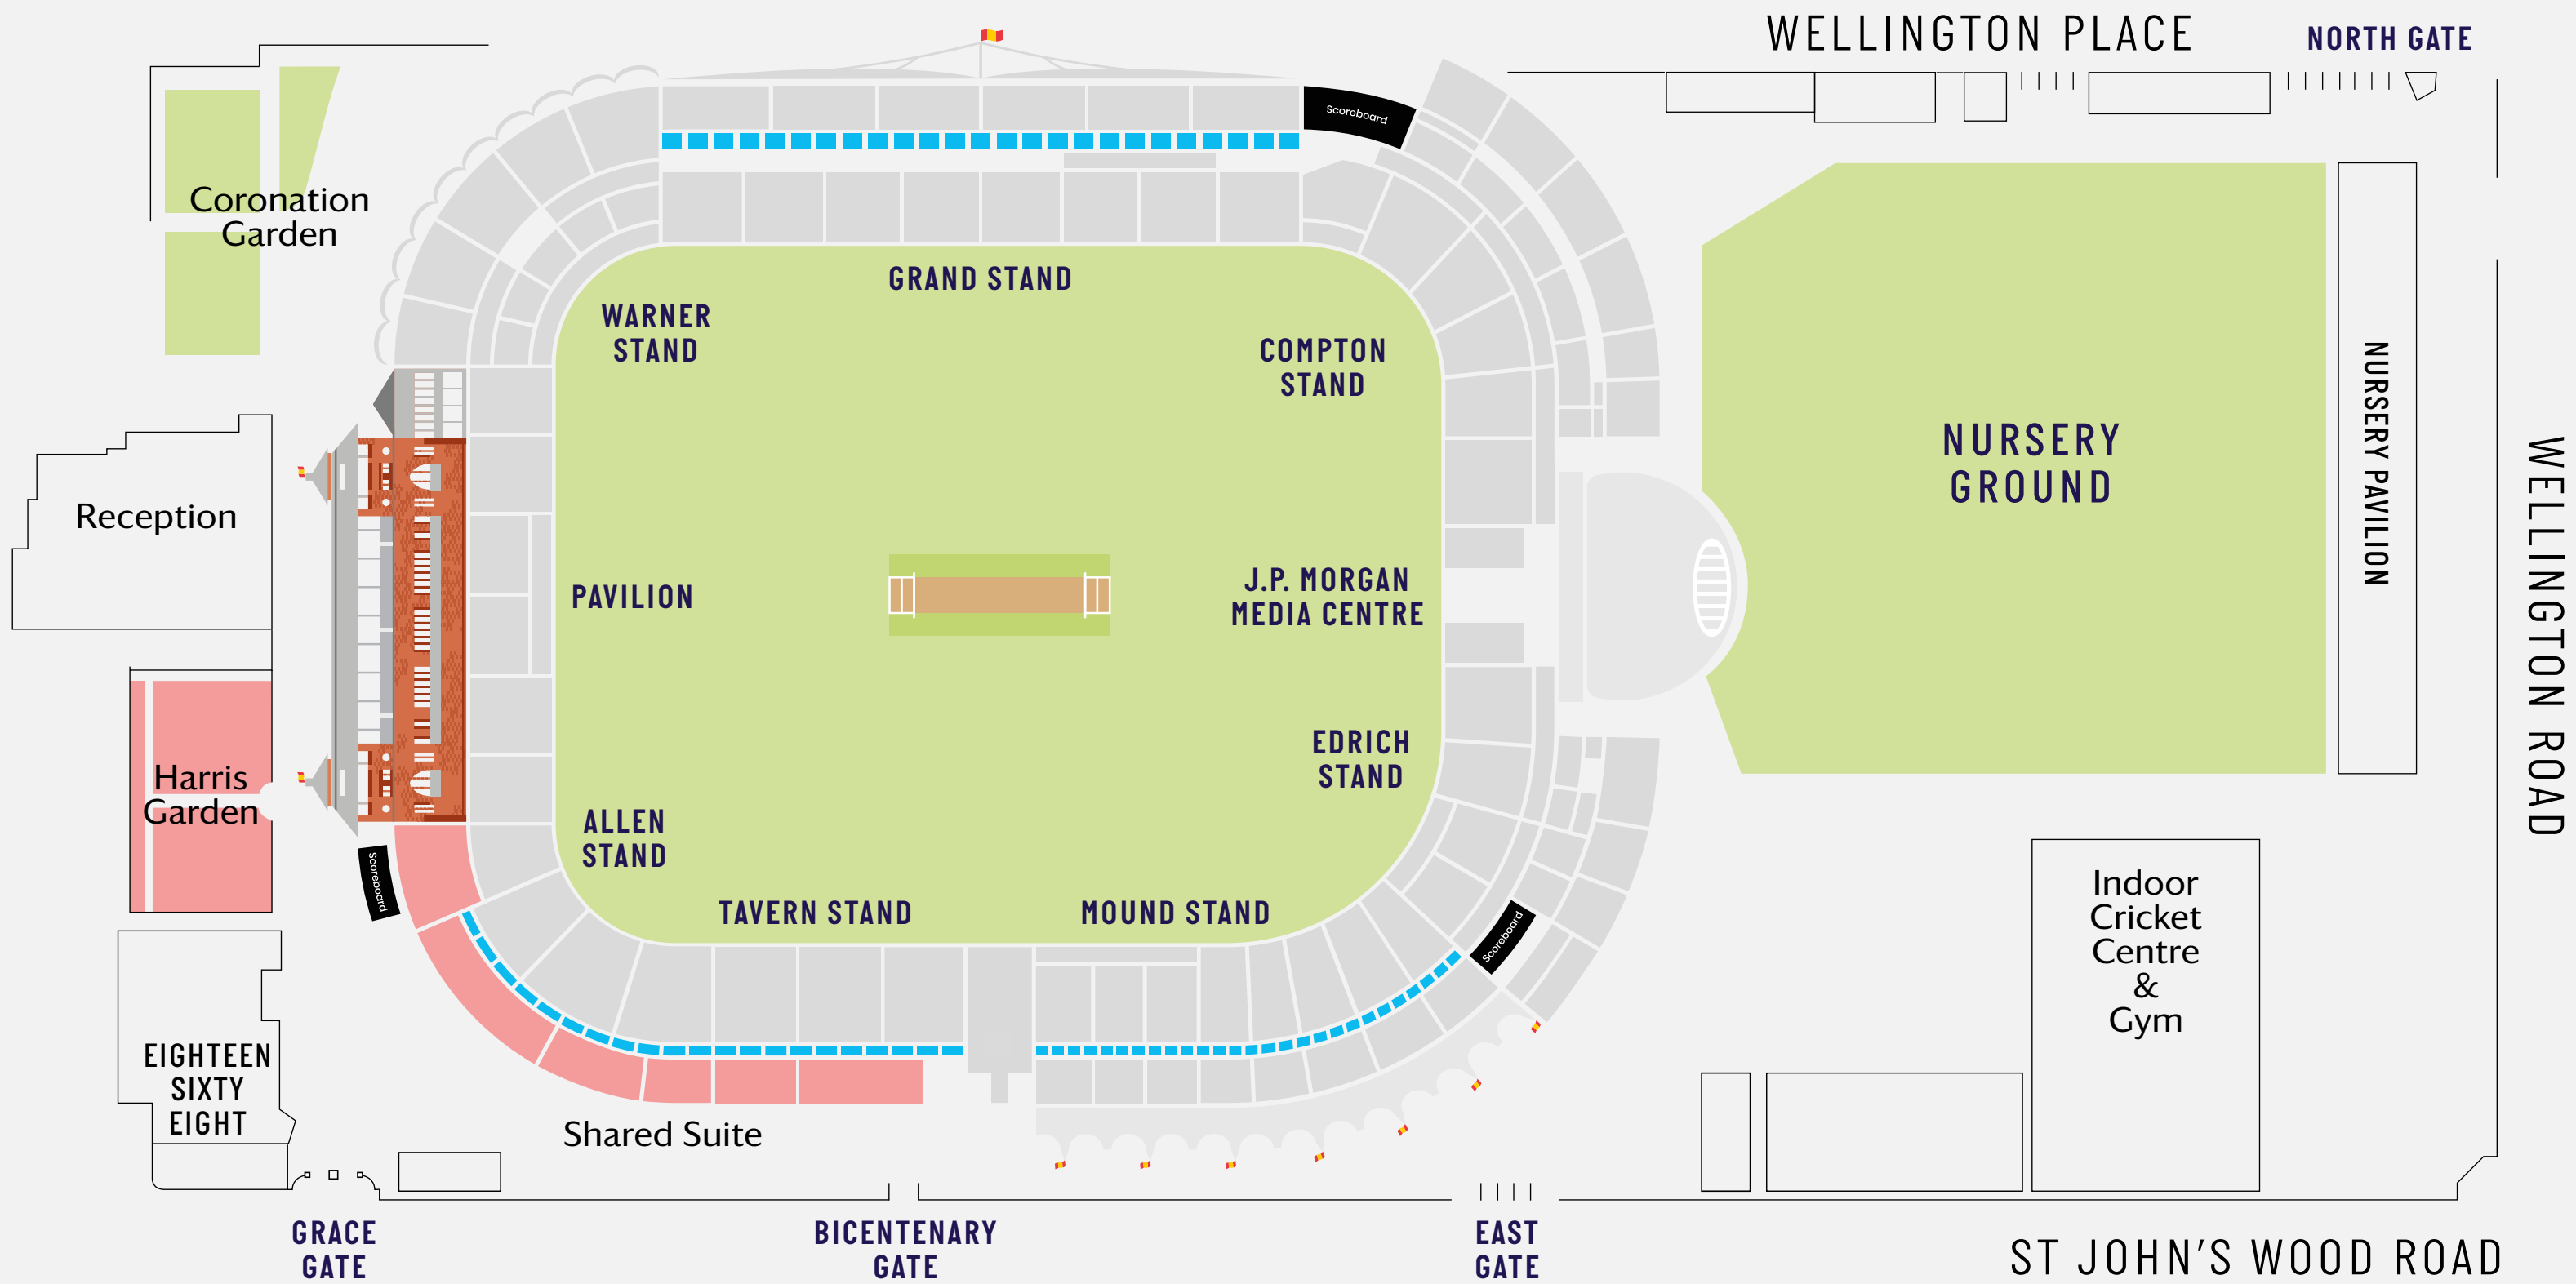 WELLINGTON PLACE
NORTH GATE
Scoreboard
Coronation
Garden
GRAND STAND
WARNER
STAND
COMPTON
STAND
NURSERY
GROUND
NURSERY PAVILION
WELLINGTON ROAD
Reception
PAVILION
J.P. MORGAN
MEDIA CENTRE
EDRICH
STAND
Harris
Garden
ALLEN
STAND
Scoreboard
TAVERN STAND
MOUND STAND
Scoreboard
Indoor
Cricket
Centre
&
Gym
EIGHTEEN
SIXTY
EIGHT
Shared Suite
GRACE
GATE
BICENTENARY
GATE
EAST
GATE
ST JOHN'S WOOD ROAD